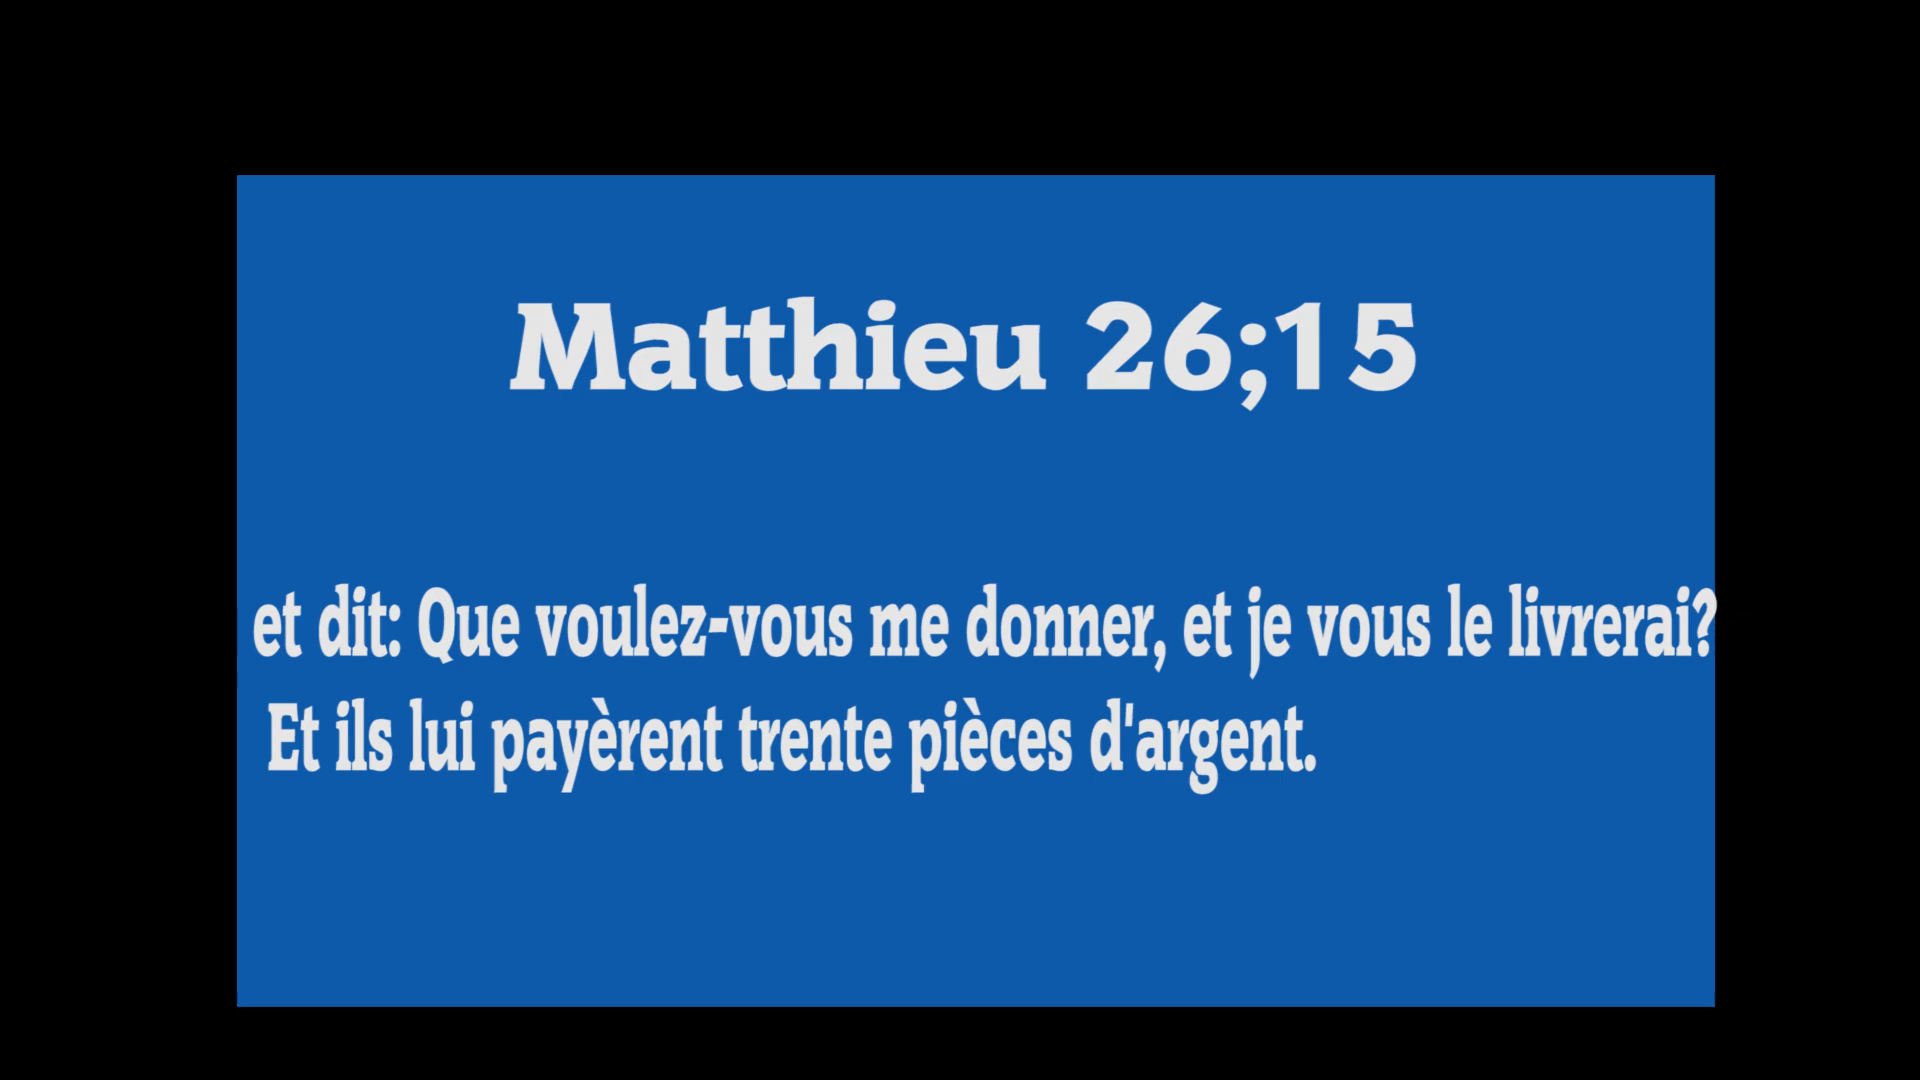 Matthieu 26;15
et dit: Que voulez-vous me donner, et je vous le livrerai?
Et ils lui payèrent trente pièces d'argent.